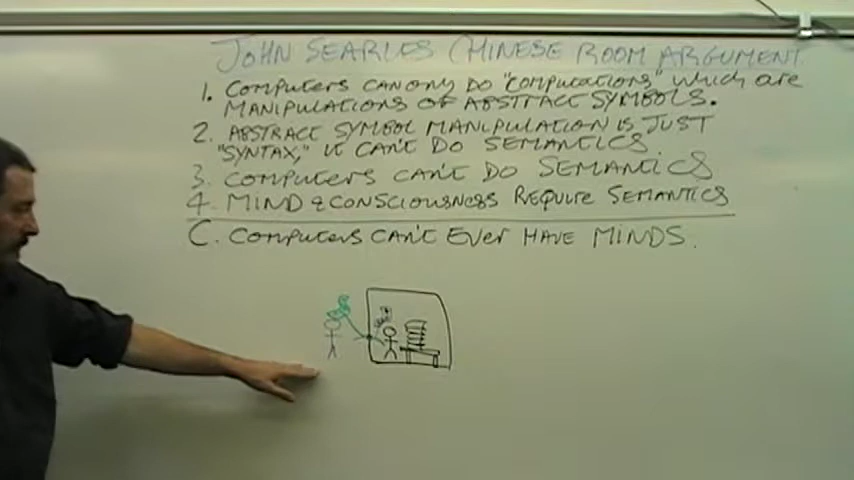 JOHN SEARLES CHINESE ROOM ARGUMENT
1. COMPUTERS CAN ONLY DO "COMPUTATIONS" WHICH ARE
MANIPULATIONS OF ABSTRACT SYMBOLS.
2. ABSTRACT SYMBOL MANIPULATION IS JUST
"SYNTAX," IT CAN'T DO SEMANTICS.
3. COMPUTERS CAN'T DO SEMANTICS
4. MIND & CONSCIOUSNESS REQUIRE SEMANTICS
C. COMPUTERS CAN'T EVER HAVE MINDS.